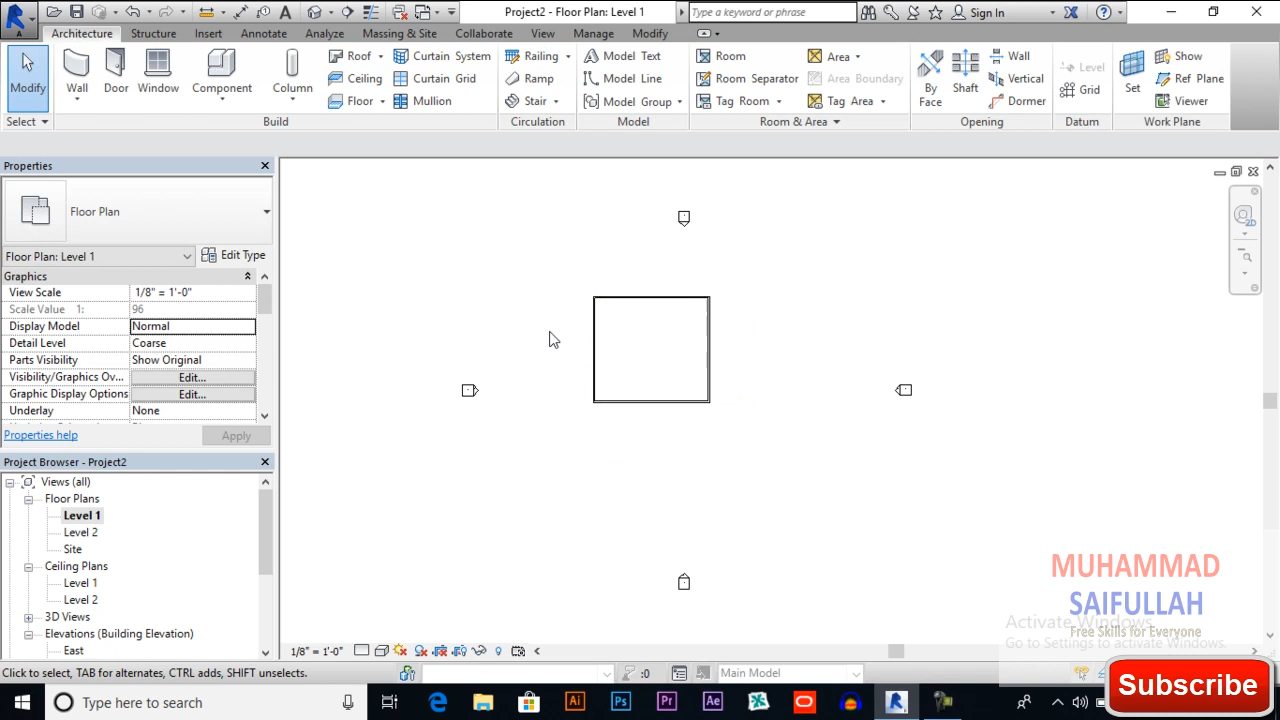 Project2 - Floor Plan: Level 1
Type a keyword or phrase
Sign In
Architecture Structure Insert Annotate Analyze Massing & Site Collaborate View Manage Modify
Modify
Wall
Door
Window
Component
Column
Roof
Ceiling
Floor
Curtain System
Curtain Grid
Mullion
Railing
Ramp
Stair
Model Text
Model Line
Model Group
Room
Room Separator
Tag Room
Area
Area Boundary
Tag Area
By Face
Shaft
Wall
Vertical
Dormer
Level
Grid
Set
Show
Ref Plane
Viewer
Select
Build
Circulation
Model
Room & Area
Opening
Datum
Work Plane
Properties
Floor Plan
Floor Plan: Level 1 Edit Type
Graphics
View Scale 1/8" = 1'-0"
Scale Value 1: 96
Display Model Normal
Detail Level Coarse
Parts Visibility Show Original
Visibility/Graphics Ov... Edit...
Graphic Display Options Edit...
Underlay None
Properties help Apply
Project Browser - Project2
Views (all)
Floor Plans
Level 1
Level 2
Site
Ceiling Plans
Level 1
Level 2
3D Views
Elevations (Building Elevation)
East
2D
1/8" = 1'-0"
Click to select, TAB for alternates, CTRL adds, SHIFT unselects.
:0
Main Model
MUHAMMAD
SAIFULLAH
Free Skills for Everyone
Activate Windows
Go to Settings to activate Windows.
Subscribe
Type here to search